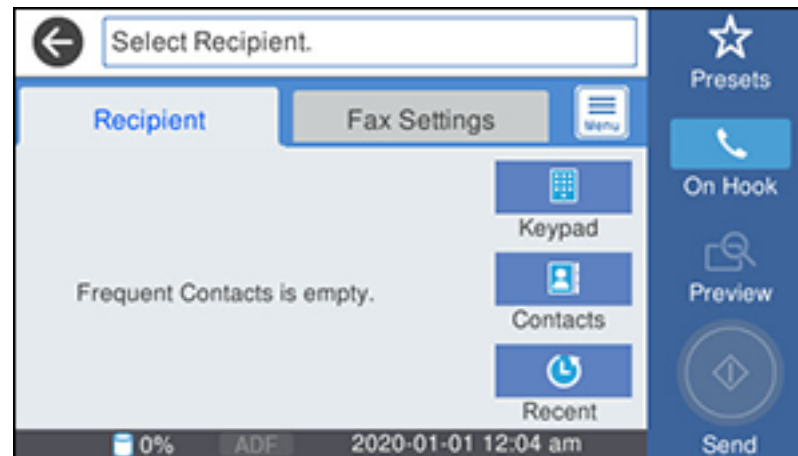 Select Recipient.
Presets
Recipient
Fax Settings
Menu
On Hook
Keypad
Frequent Contacts is empty.
Preview
Contacts
Recent
0%
ADF
2020-01-01 12:04 am
Send